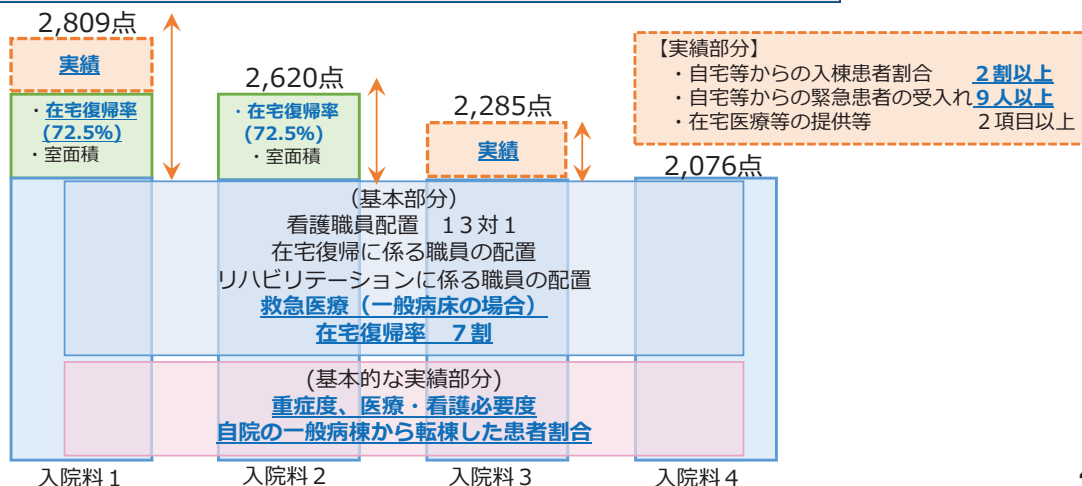 2,809点
実績
・在宅復帰率
(72.5%)
・室面積
2,620点
・在宅復帰率
(72.5%)
・室面積
2,285点
実績
2,076点
【実績部分】
・自宅等からの入棟患者割合　２割以上
・自宅等からの緊急患者の受入れ ９人以上
・在宅医療等の提供等　２項目以上
(基本部分)
看護職員配置　１３対１
在宅復帰に係る職員の配置
リハビリテーションに係る職員の配置
救急医療（一般病床の場合）
在宅復帰率　７割
(基本的な実績部分)
重症度、医療・看護必要度
自院の一般病棟から転棟した患者割合
入院料１
入院料２
入院料３
入院料４